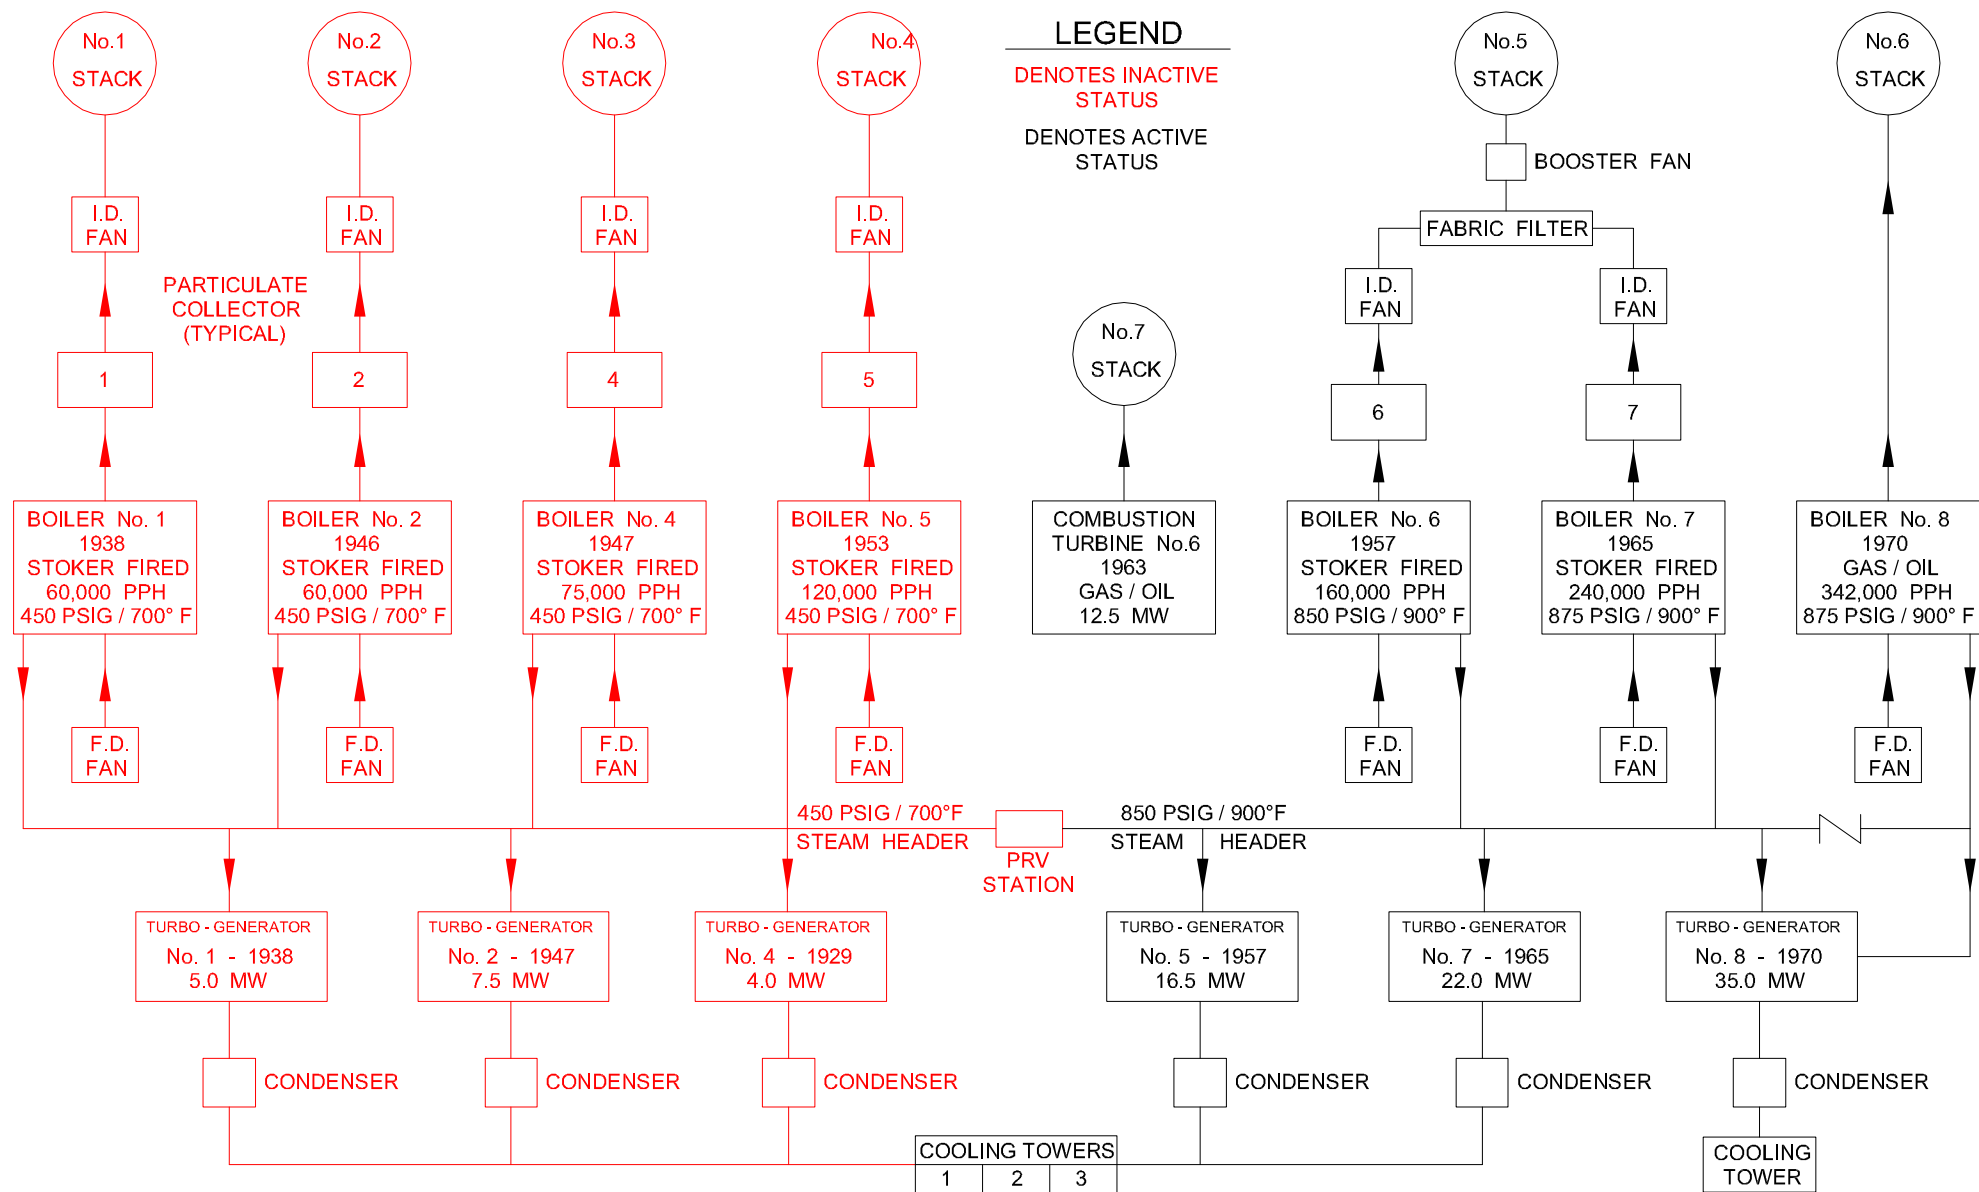 No.1
STACK
No.2
STACK
No.3
STACK
No.4
STACK
LEGEND
DENOTES INACTIVE
STATUS
DENOTES ACTIVE
STATUS
No.5
STACK
No.6
STACK
BOOSTER FAN
FABRIC FILTER
I.D.
FAN
I.D.
FAN
I.D.
FAN
I.D.
FAN
I.D.
FAN
I.D.
FAN
PARTICULATE
COLLECTOR
(TYPICAL)
No.7
STACK
1
2
4
5
6
7
BOILER No. 1
1938
STOKER FIRED
60,000 PPH
450 PSIG / 700° F
BOILER No. 2
1946
STOKER FIRED
60,000 PPH
450 PSIG / 700° F
BOILER No. 4
1947
STOKER FIRED
75,000 PPH
450 PSIG / 700° F
BOILER No. 5
1953
STOKER FIRED
120,000 PPH
450 PSIG / 700° F
COMBUSTION
TURBINE No.6
1963
GAS / OIL
12.5 MW
BOILER No. 6
1957
STOKER FIRED
160,000 PPH
850 PSIG / 900° F
BOILER No. 7
1965
STOKER FIRED
240,000 PPH
875 PSIG / 900° F
BOILER No. 8
1970
GAS / OIL
342,000 PPH
875 PSIG / 900° F
F.D.
FAN
F.D.
FAN
F.D.
FAN
F.D.
FAN
F.D.
FAN
F.D.
FAN
F.D.
FAN
450 PSIG / 700°F
STEAM HEADER
PRV
STATION
850 PSIG / 900°F
STEAM HEADER
TURBO - GENERATOR
No. 1 - 1938
5.0 MW
TURBO - GENERATOR
No. 2 - 1947
7.5 MW
TURBO - GENERATOR
No. 4 - 1929
4.0 MW
TURBO - GENERATOR
No. 5 - 1957
16.5 MW
TURBO - GENERATOR
No. 7 - 1965
22.0 MW
TURBO - GENERATOR
No. 8 - 1970
35.0 MW
CONDENSER
CONDENSER
CONDENSER
CONDENSER
CONDENSER
CONDENSER
COOLING TOWERS
1 2 3
COOLING
TOWER